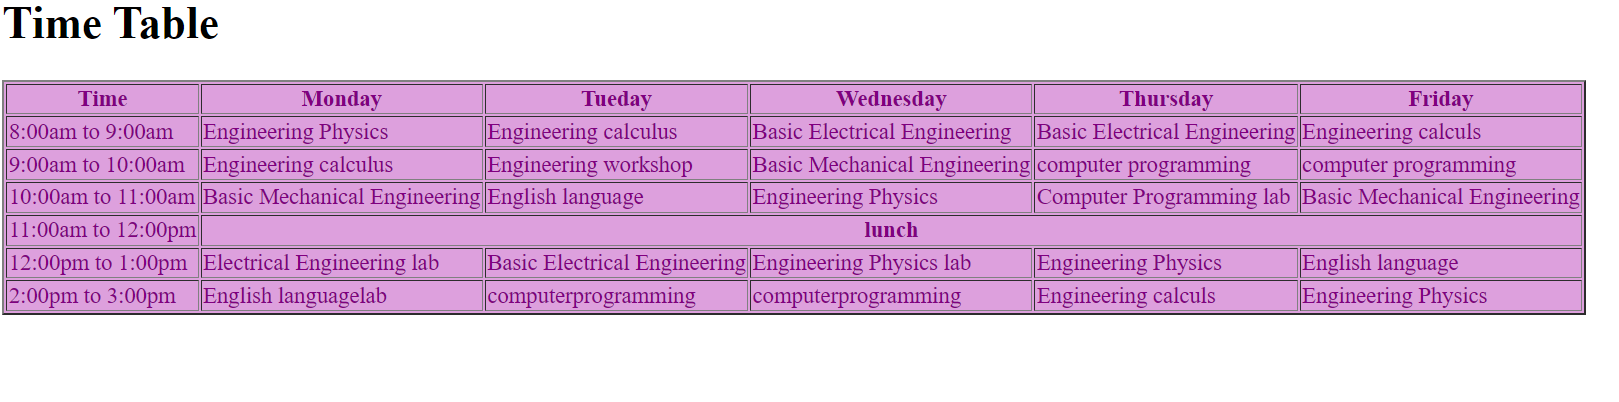 Time Table
Time Monday Tueday Wednesday Thursday Friday
8:00am to 9:00am Engineering Physics Engineering calculus Basic Electrical Engineering Basic Electrical Engineering Engineering calculs
9:00am to 10:00am Engineering calculus Engineering workshop Basic Mechanical Engineering computer programming computer programming
10:00am to 11:00am Basic Mechanical Engineering English language Engineering Physics Computer Programming lab Basic Mechanical Engineering
11:00am to 12:00pm lunch
12:00pm to 1:00pm Electrical Engineering lab Basic Electrical Engineering Engineering Physics lab Engineering Physics English language
2:00pm to 3:00pm English languagelab computerprogramming computerprogramming Engineering calculs Engineering Physics